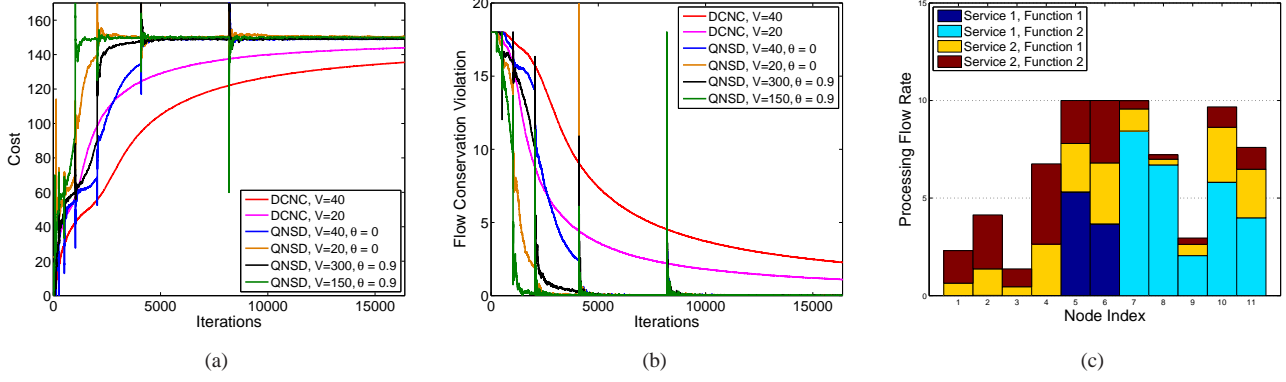 160
140
120
100
80
60
40
20
0
Cost
0 5000 10000 15000
Iterations
DCNC, V=40
DCNC, V=20
QNSD, V=40, θ = 0
QNSD, V=20, θ = 0
QNSD, V=300, θ = 0.9
QNSD, V=150, θ = 0.9
(a)
20
15
10
5
0
Flow Conservation Violation
0 5000 10000 15000
Iterations
DCNC, V=40
DCNC, V=20
QNSD, V=40, θ = 0
QNSD, V=20, θ = 0
QNSD, V=300, θ = 0.9
QNSD, V=150, θ = 0.9
(b)
15
10
5
0
Processing Flow Rate
Service 1, Function 1
Service 1, Function 2
Service 2, Function 1
Service 2, Function 2
1 2 3 4 5 6 7 8 9 10 11
Node Index
(c)